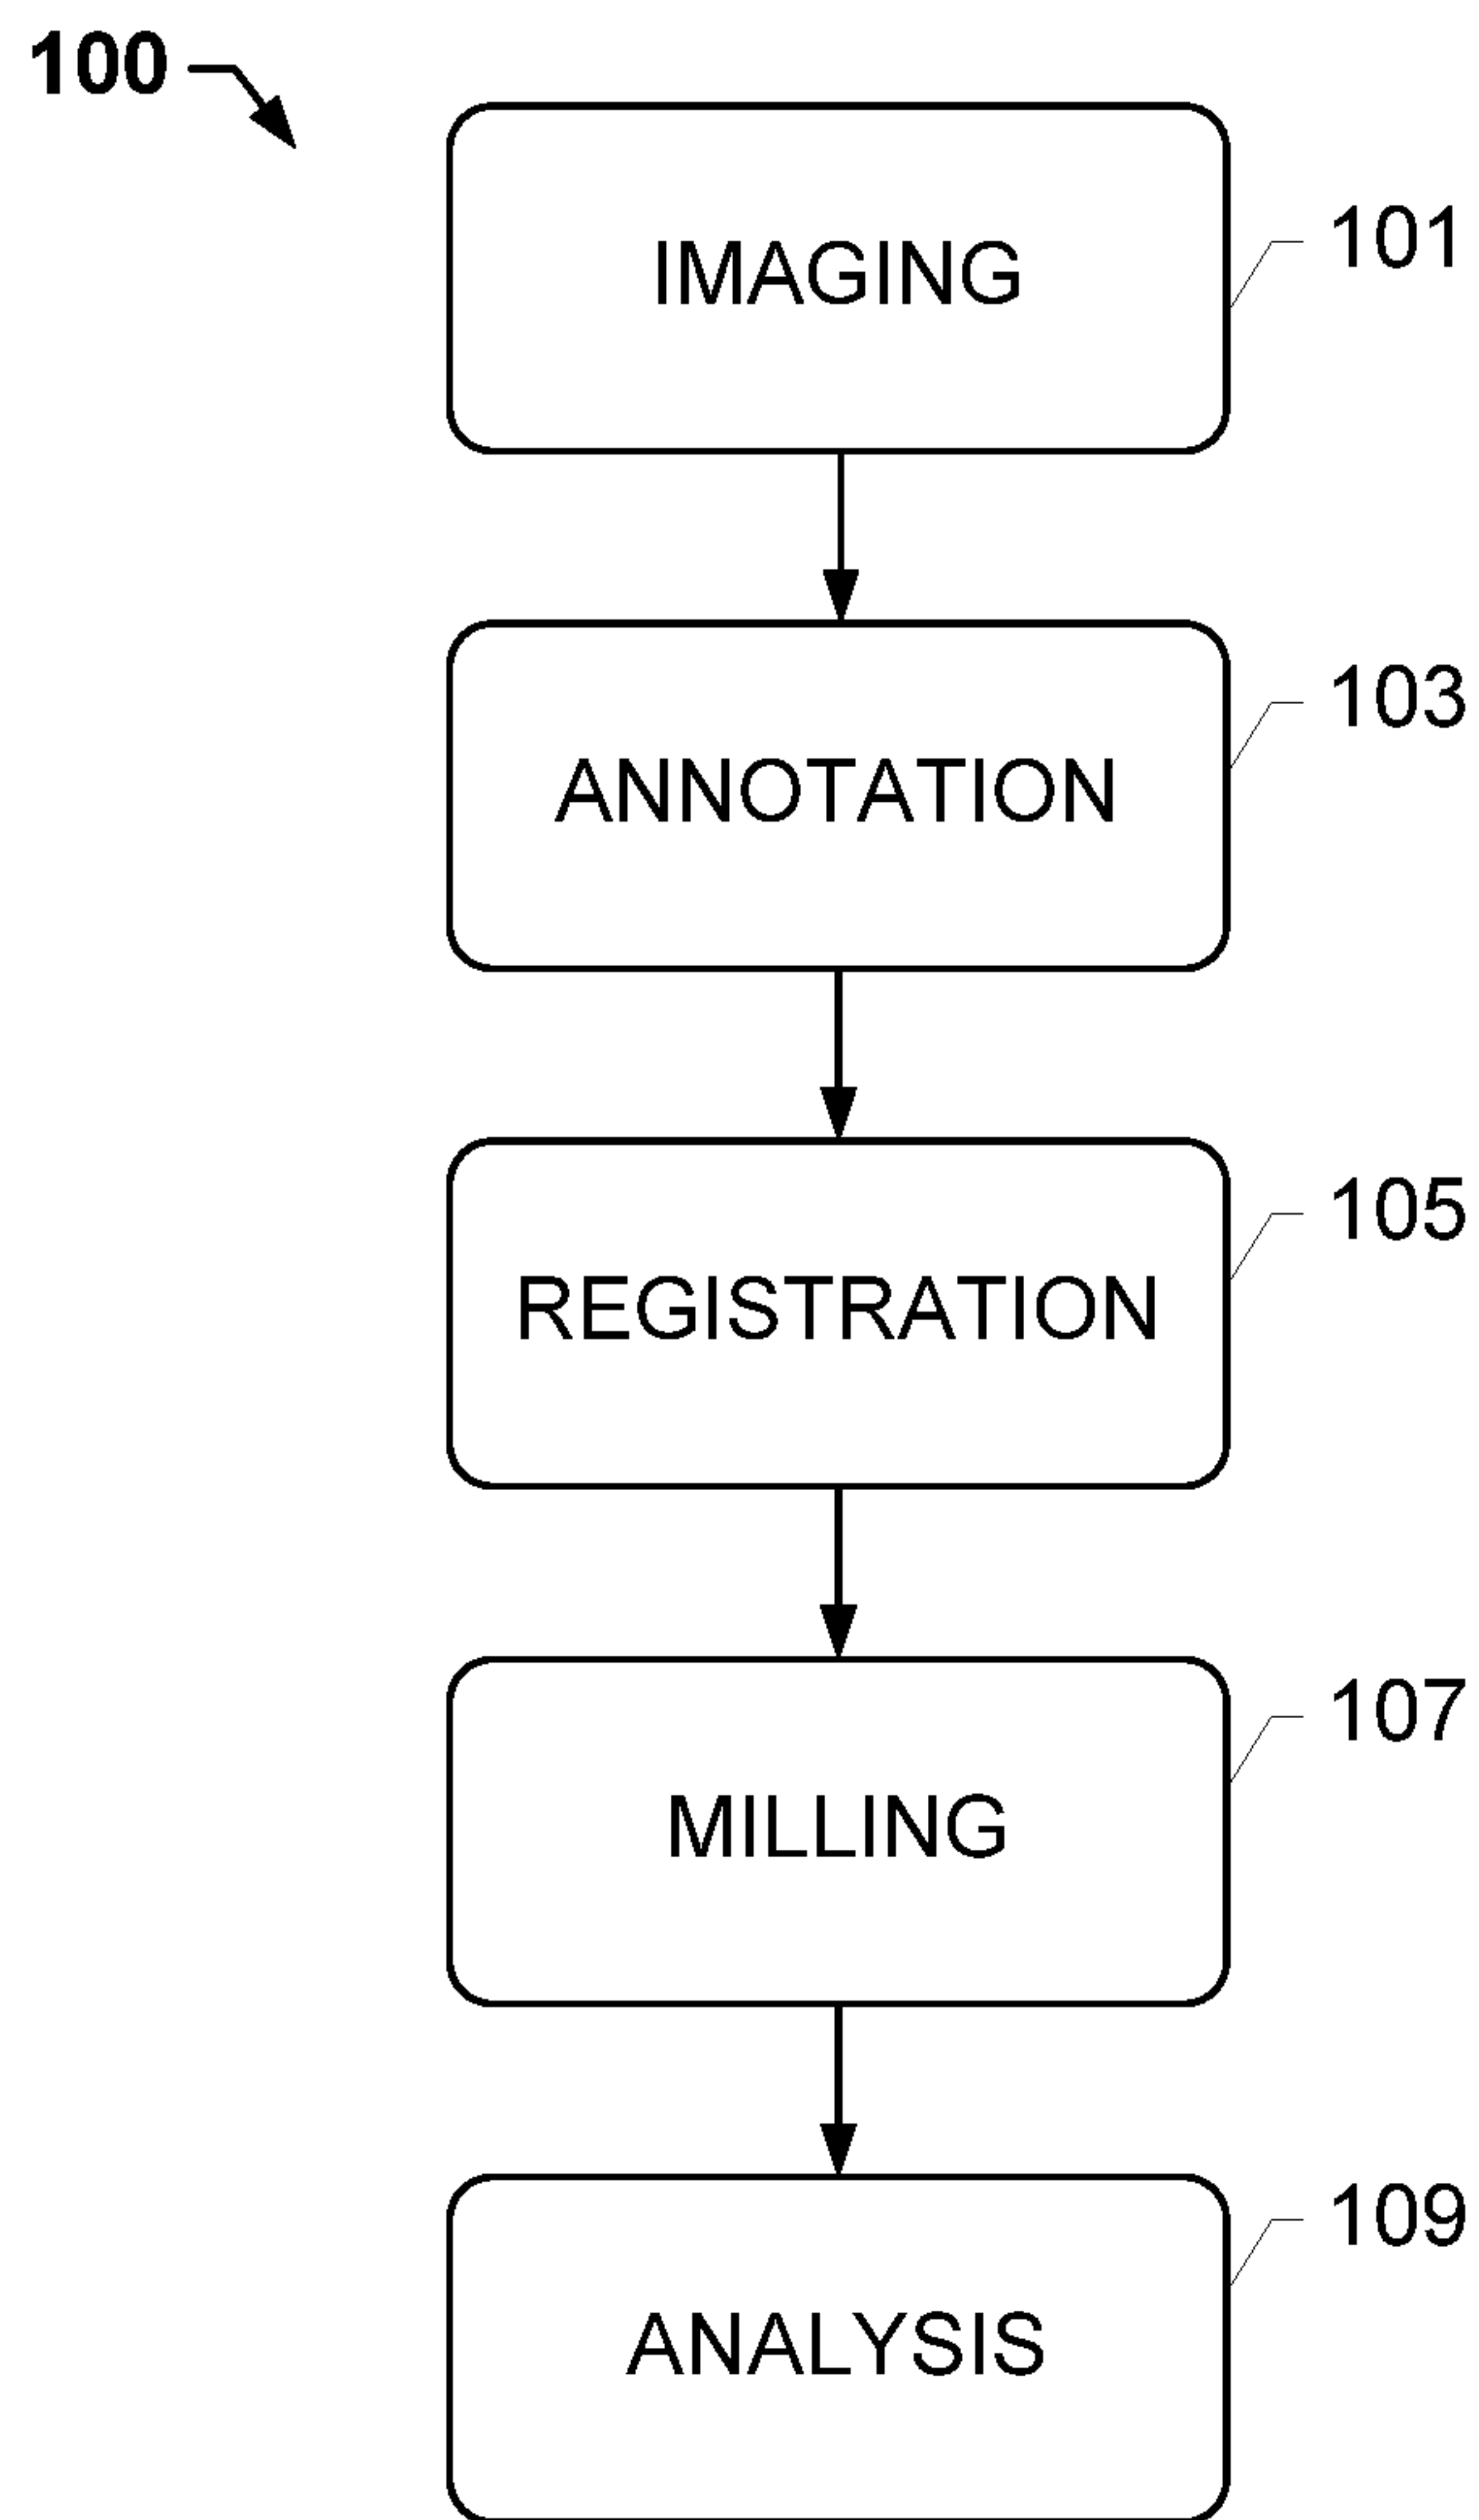 100
101
IMAGING
103
ANNOTATION
105
REGISTRATION
107
MILLING
109
ANALYSIS